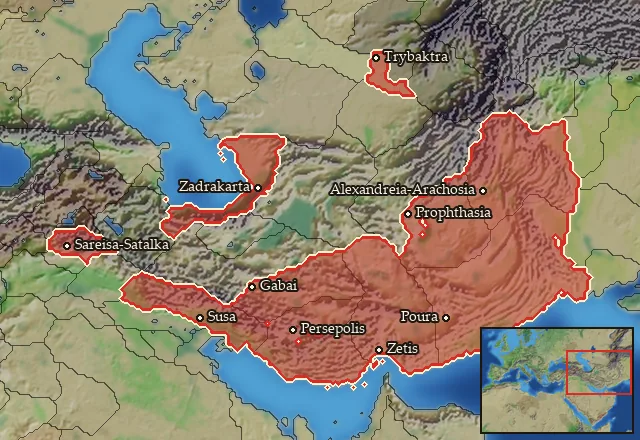 Trybaktra
Zadrakarta
Alexandreia-Arachosia
Prophthasia
Sareisa-Satalka
Gabai
Susa
Persepolis
Poura
Zetis